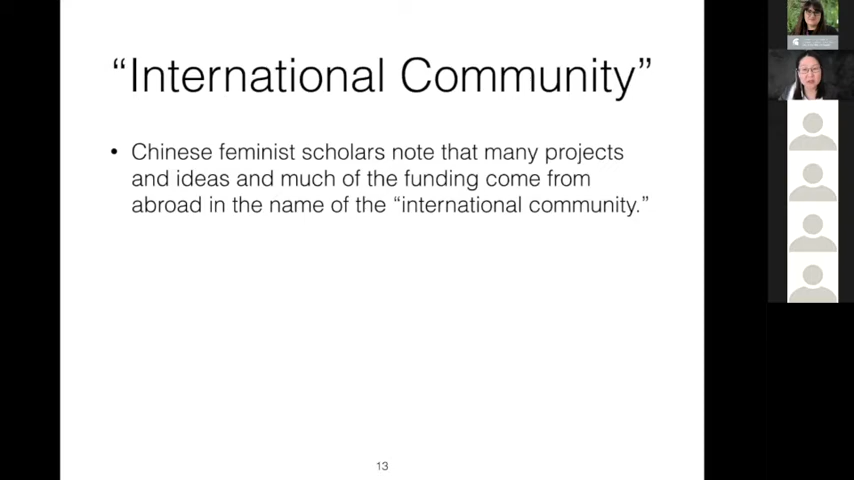 “International Community”
• Chinese feminist scholars note that many projects
and ideas and much of the funding come from
abroad in the name of the “international community.”
13